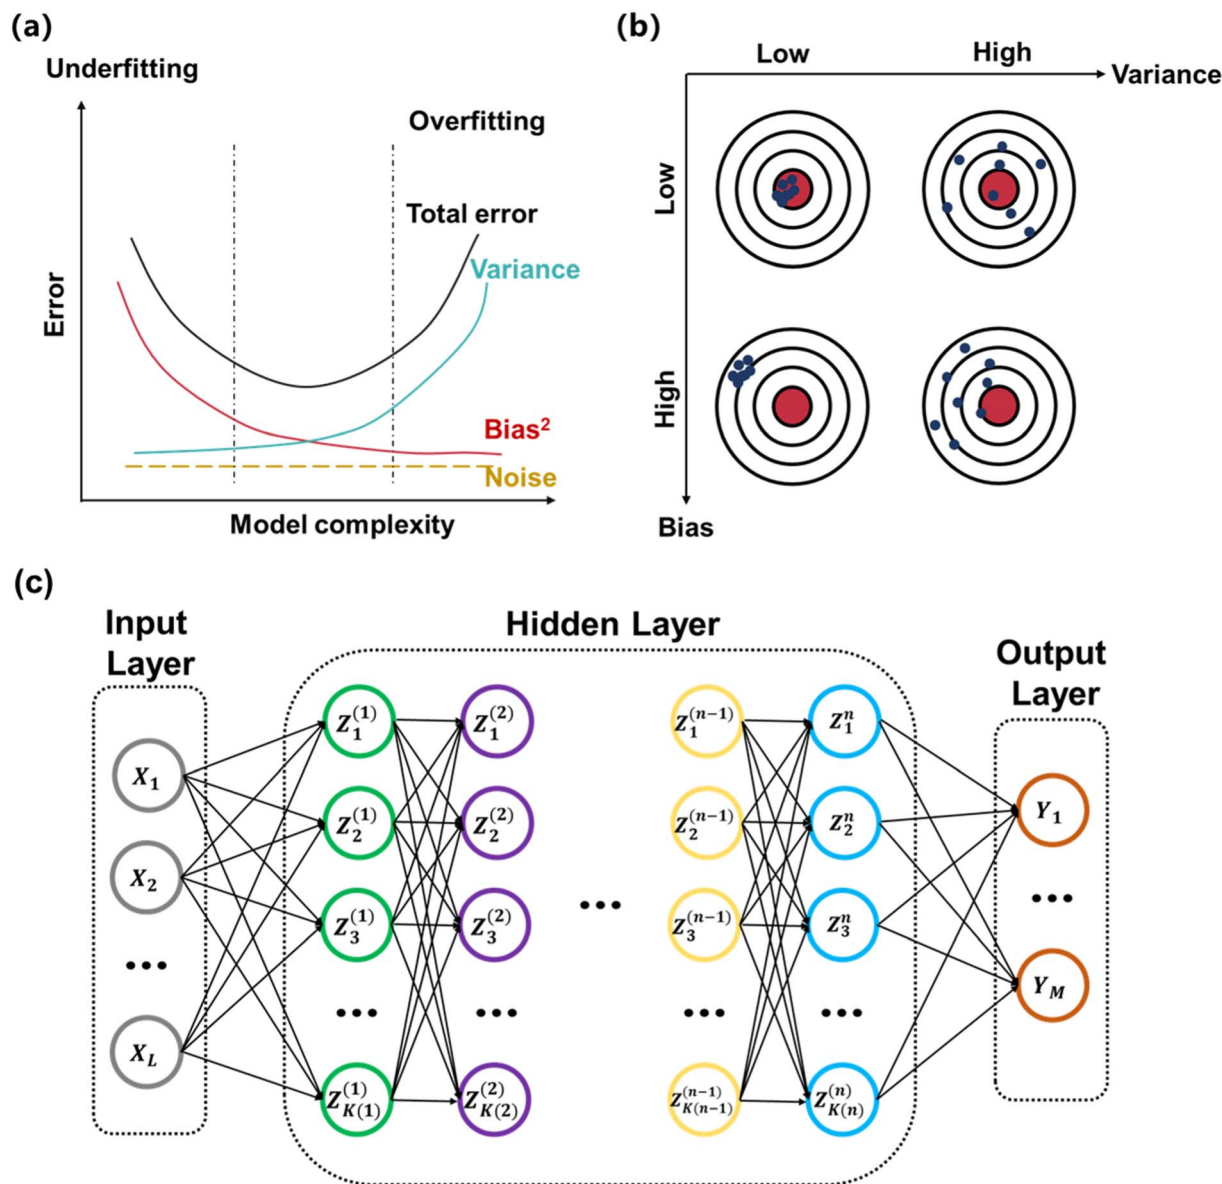 (a)
Underfitting
Overfitting
Total error
Variance
Error
Bias²
Noise
Model complexity
(b)
Low High
Variance
Low
High
Bias
(c)
Input
Layer
Hidden Layer
Output
Layer
X₁
X₂
...
X_L
Z₁⁽¹⁾
Z₂⁽¹⁾
Z₃⁽¹⁾
...
Z_K(1)⁽¹⁾
Z₁⁽²⁾
Z₂⁽²⁾
Z₃⁽²⁾
...
Z_K(2)⁽²⁾
...
Z₁⁽ⁿ⁻¹⁾
Z₂⁽ⁿ⁻¹⁾
Z₃⁽ⁿ⁻¹⁾
...
Z_K(n−1)⁽ⁿ⁻¹⁾
Z₁ⁿ
Z₂ⁿ
Z₃ⁿ
...
Z_K(n)⁽ⁿ⁾
Y₁
...
Y_M